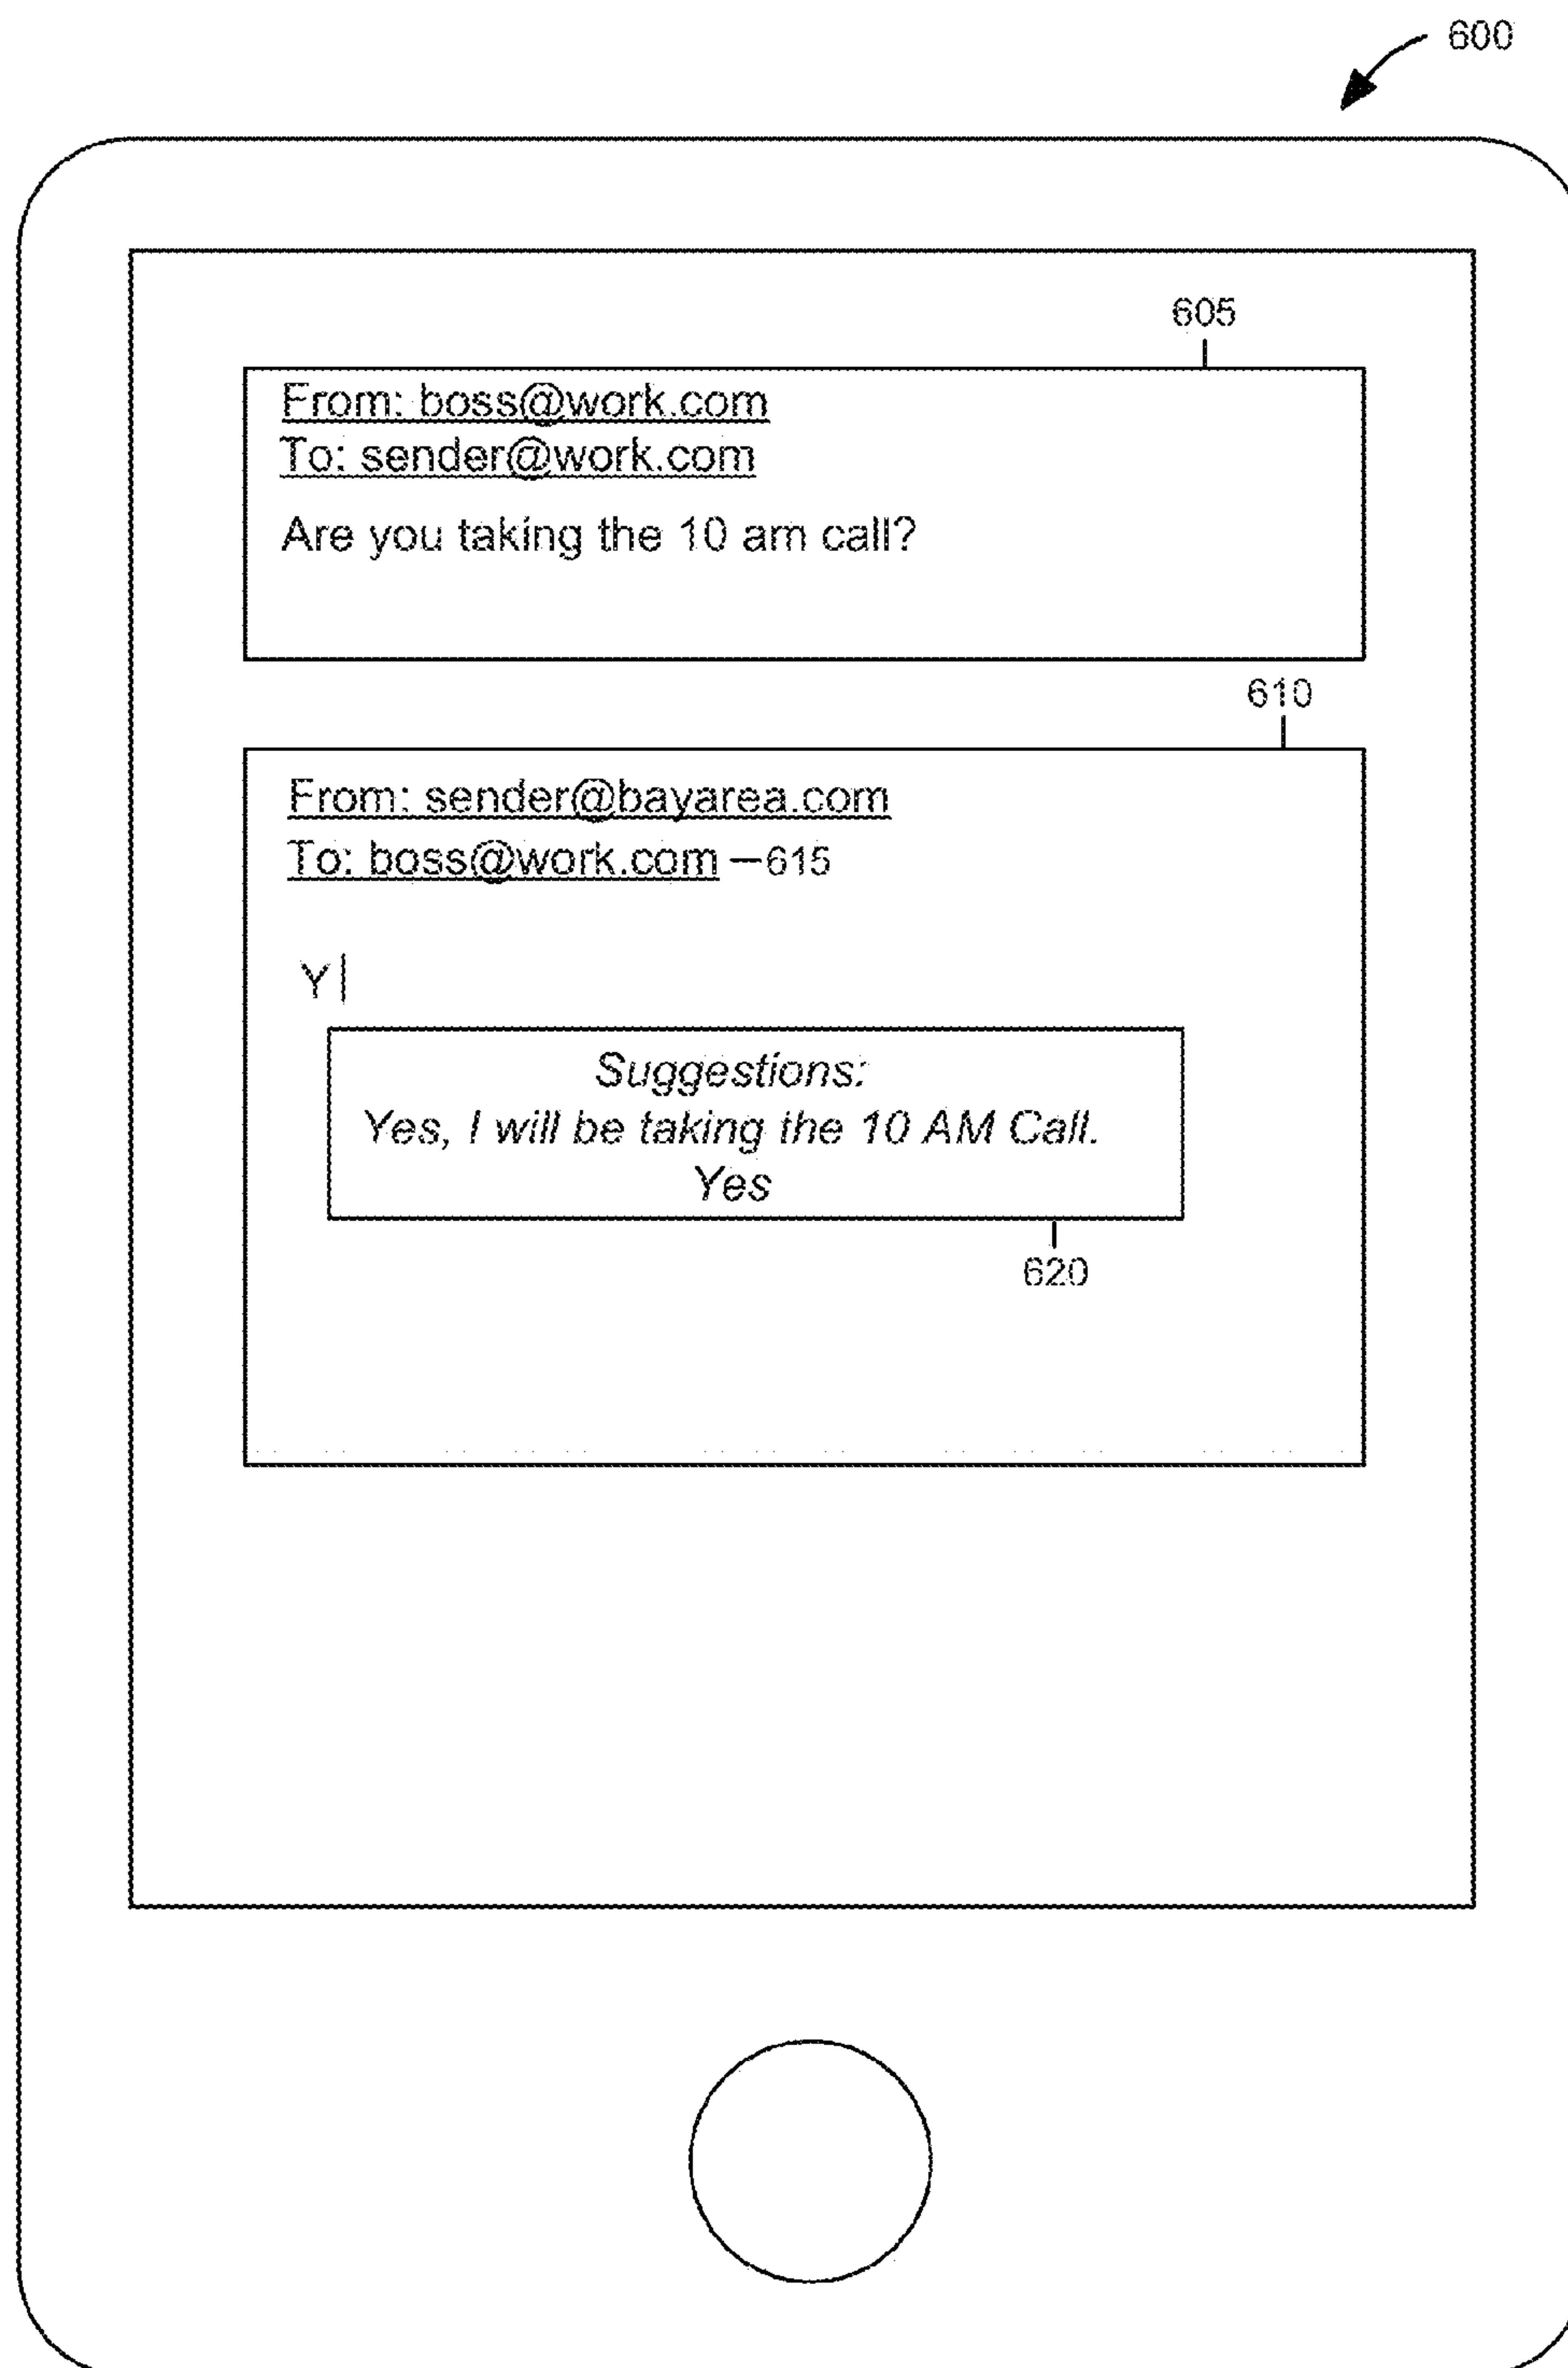 600
605
From: boss@work.com
To: sender@work.com
Are you taking the 10 am call?
610
From: sender@bayarea.com
To: boss@work.com 615
Y
Suggestions:
Yes, I will be taking the 10 AM Call.
Yes
620